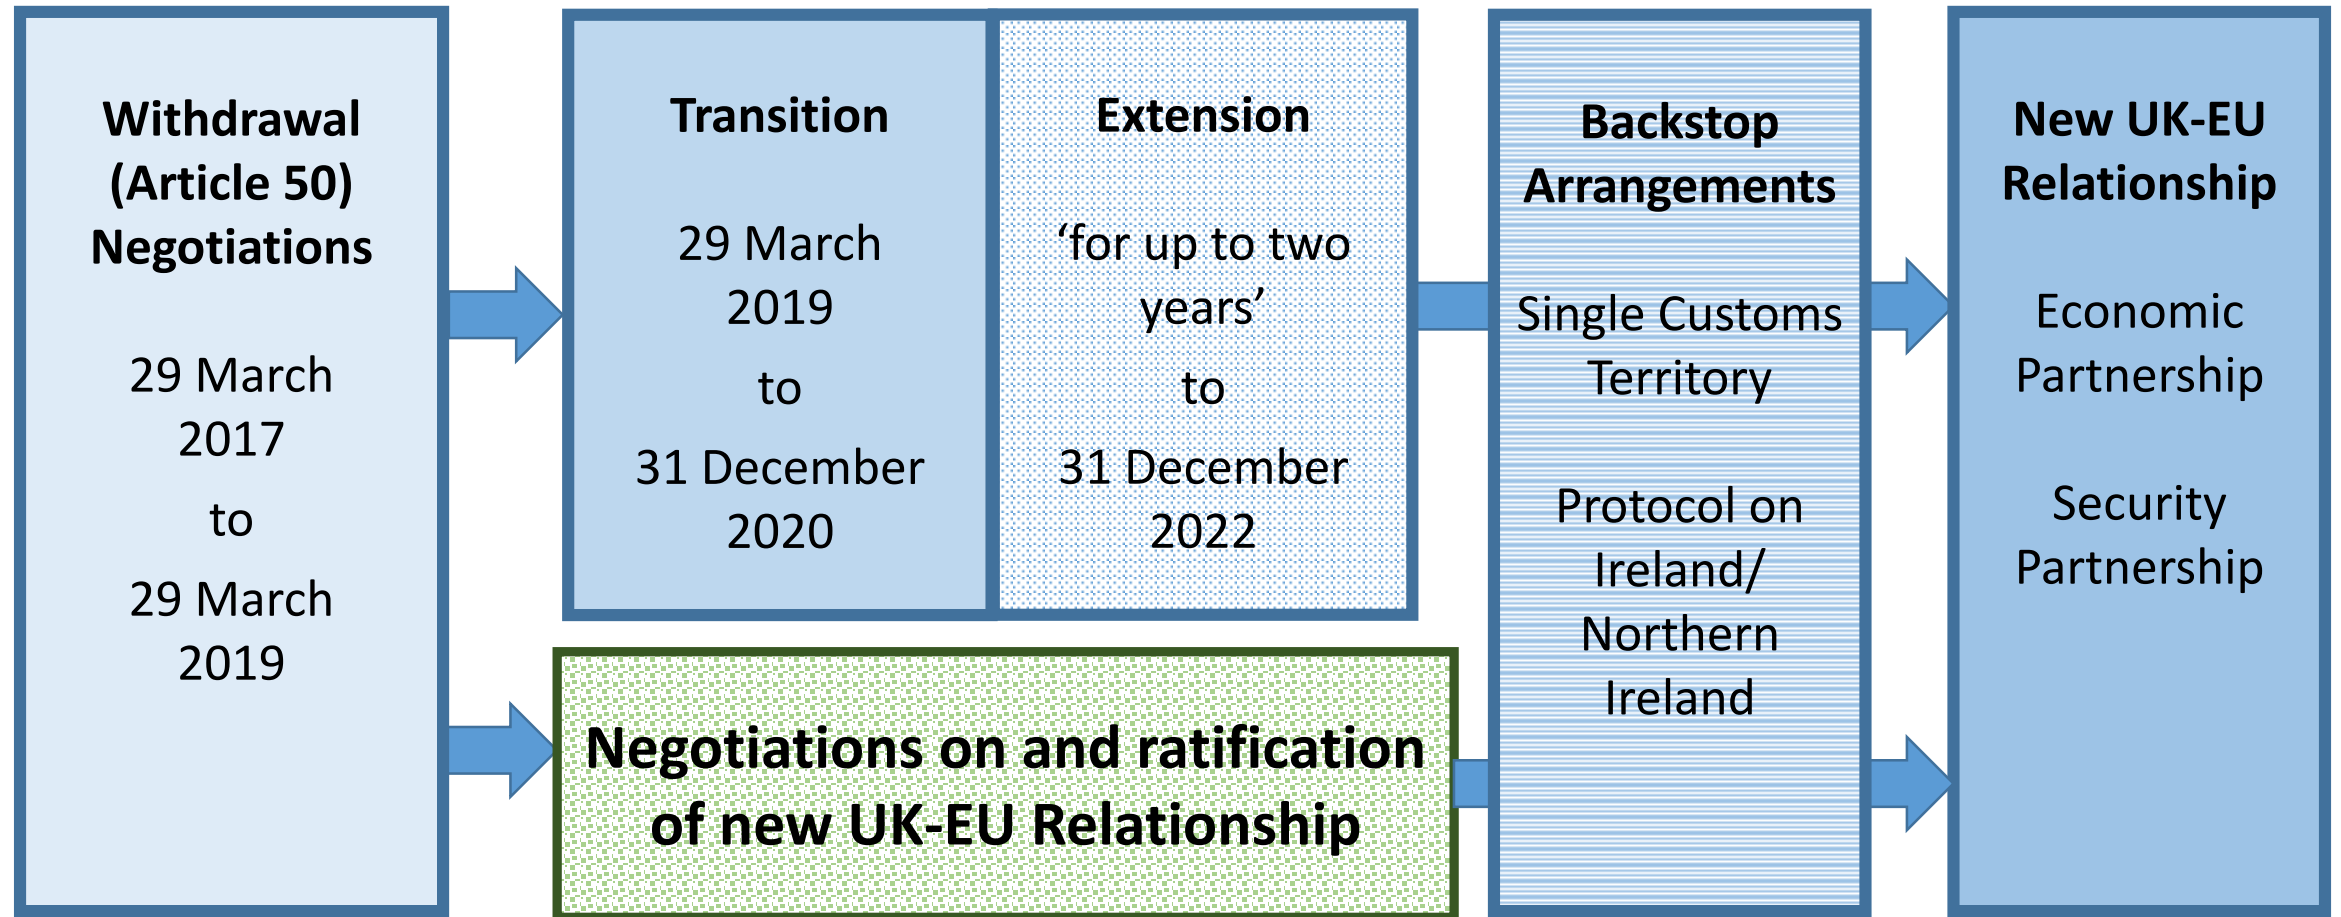 Withdrawal
(Article 50)
Negotiations
29 March
2017
to
29 March
2019
Transition
29 March
2019
to
31 December
2020
Extension
‘for up to two
years’
to
31 December
2022
Negotiations on and ratification
of new UK-EU Relationship
Backstop
Arrangements
Single Customs
Territory
Protocol on
Ireland/
Northern
Ireland
New UK-EU
Relationship
Economic
Partnership
Security
Partnership